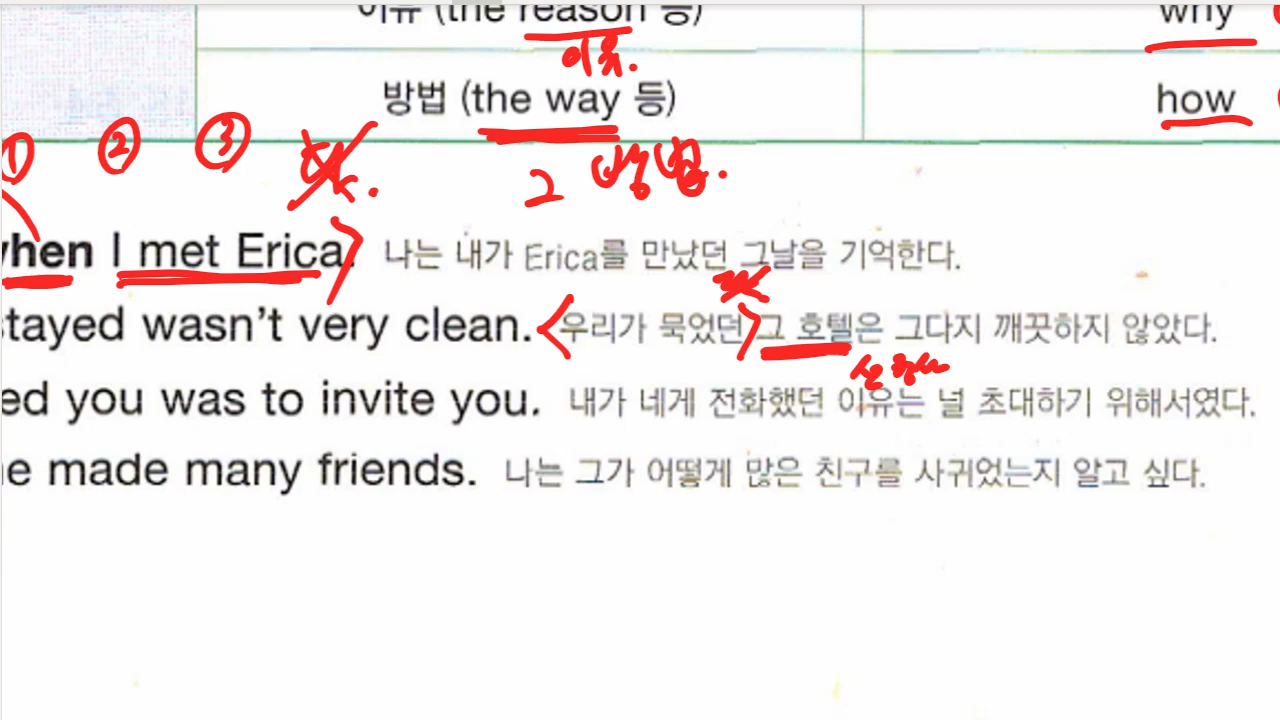 이유 (the reason 등) why
이유.
방법 (the way 등) how
① ② ③
2 방법.
when I met Erica. 나는 내가 Erica를 만났던 그날을 기억한다.
stayed wasn't very clean. 우리가 묵었던 그 호텔은 그다지 깨끗하지 않았다.
선행사
ed you was to invite you. 내가 네게 전화했던 이유는 널 초대하기 위해서였다.
e made many friends. 나는 그가 어떻게 많은 친구를 사귀었는지 알고 싶다.